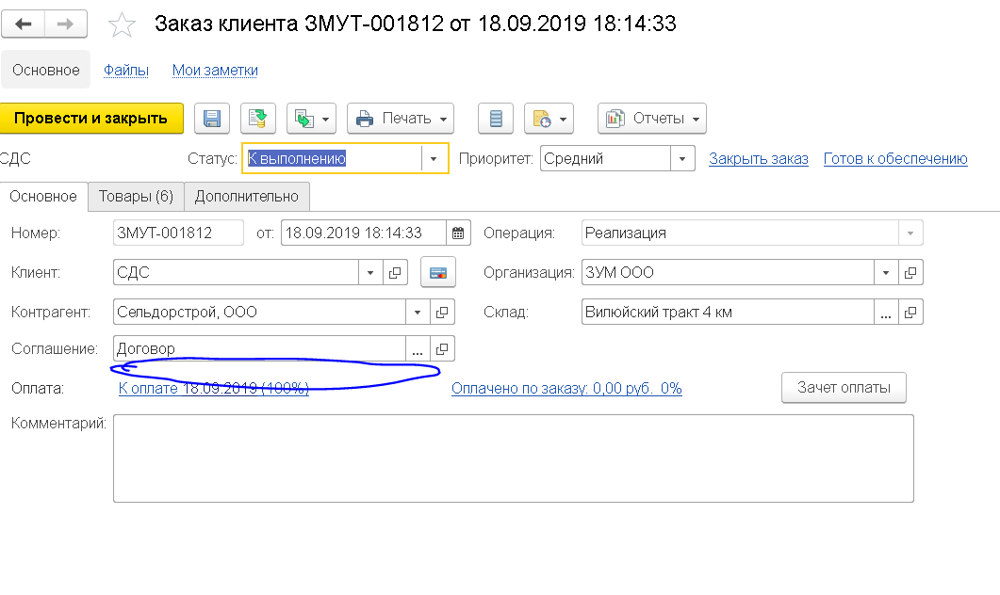 Заказ клиента ЗМУТ-001812 от 18.09.2019 18:14:33
Основное Файлы Мои заметки
Провести и закрыть Печать Отчеты
СДС Статус: К выполнению Приоритет: Средний Закрыть заказ Готов к обеспечению
Основное Товары (6) Дополнительно
Номер: ЗМУТ-001812 от: 18.09.2019 18:14:33 Операция: Реализация
Клиент: СДС Организация: ЗУМ ООО
Контрагент: Сельдорстрой, ООО Склад: Вилюйский тракт 4 км
Соглашение: Договор
Оплата: К оплате 18.09.2019 (100%) Оплачено по заказу: 0,00 руб. 0% Зачет оплаты
Комментарий: